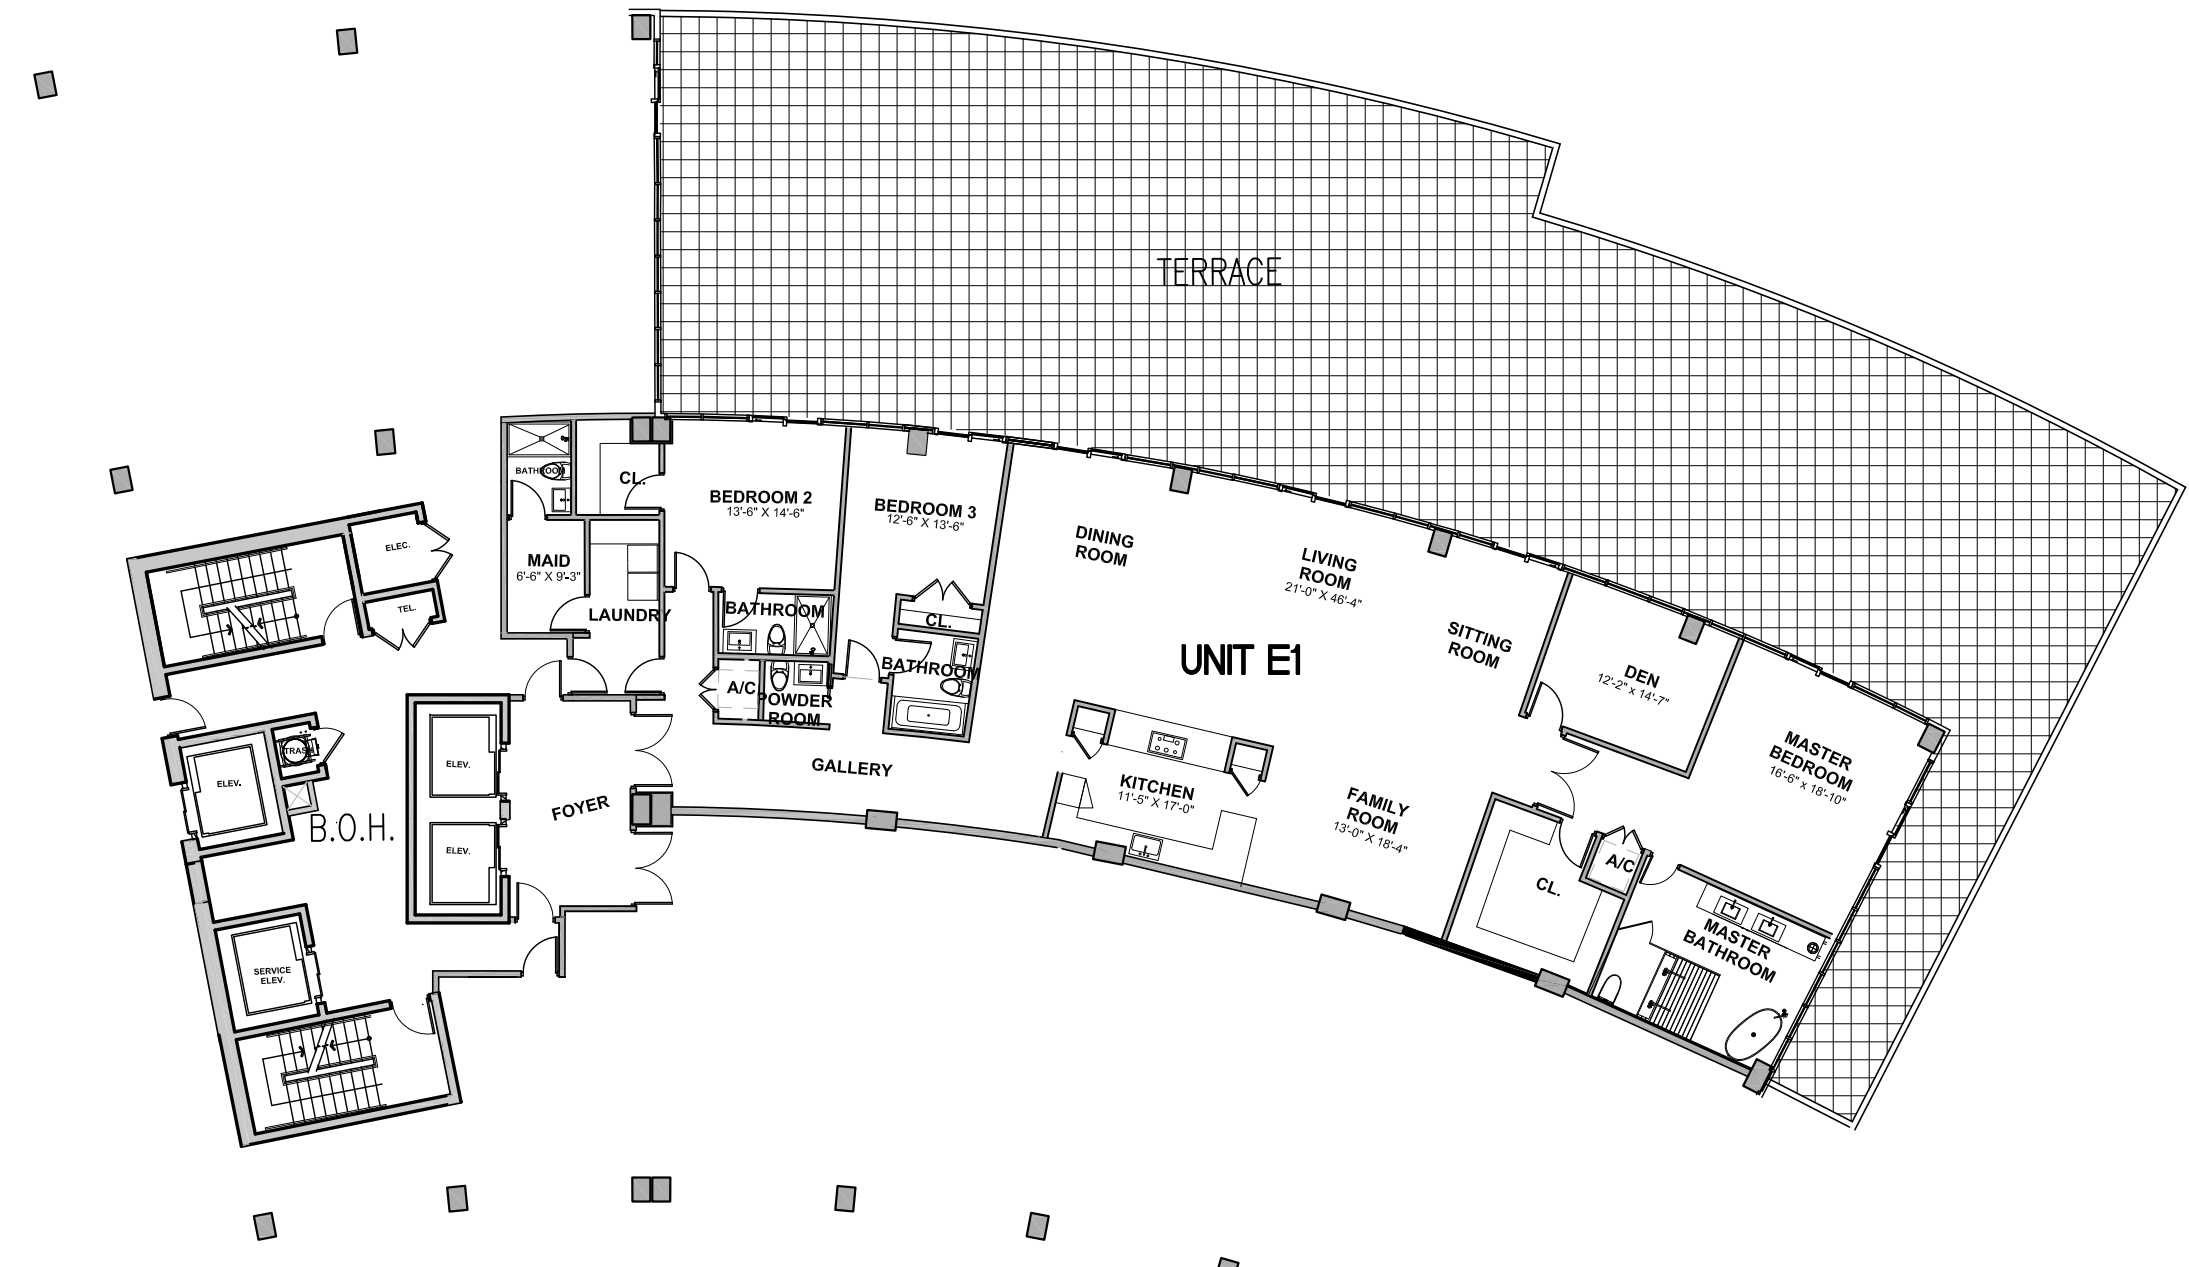 TERRACE
BATHROOM
CL.
BEDROOM 2
13'-6" X 14'-6"
BEDROOM 3
12'-6" X 13'-6"
DINING
ROOM
LIVING
ROOM
21'-0" X 46'-4"
ELEC.
MAID
6'-6" X 9'-3"
TEL.
LAUNDRY
BATHROOM
CL.
SITTING
ROOM
UNIT E1
BATHROOM
DEN
12'-2" x 14'-7"
A/C
POWDER
ROOM
TRASH
ELEV.
ELEV.
GALLERY
MASTER
BEDROOM
16'-6" x 18'-10"
KITCHEN
11'-5" X 17'-0"
FOYER
FAMILY
ROOM
13'-0" X 18'-4"
B.O.H.
ELEV.
A/C
CL.
MASTER
BATHROOM
SERVICE
ELEV.